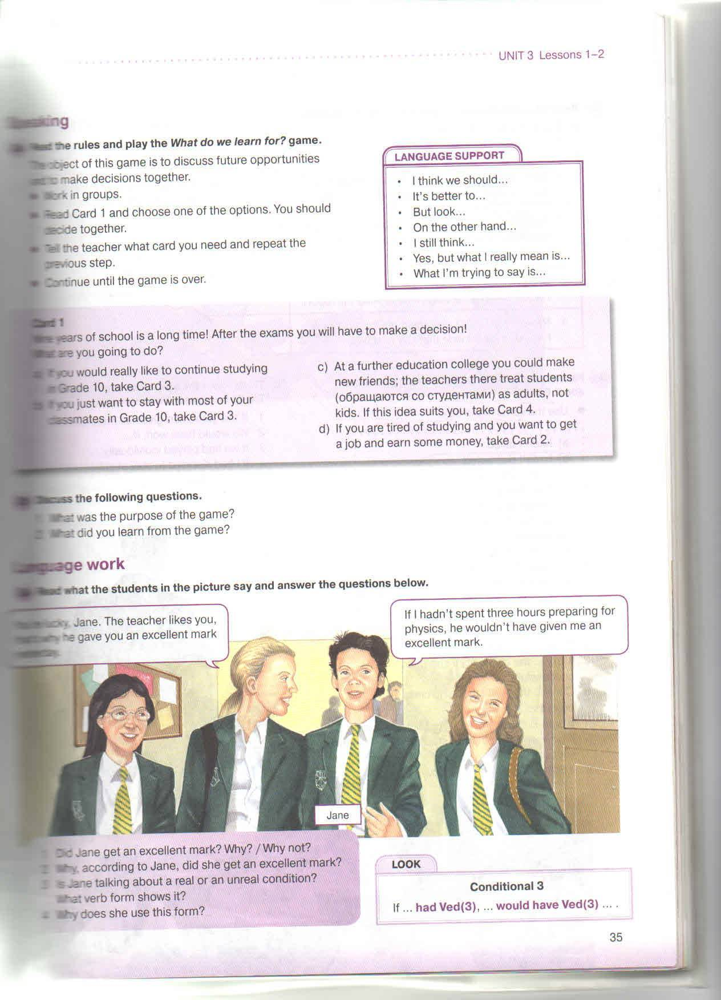 UNIT 3 Lessons 1–2
Speaking
Read the rules and play the What do we learn for? game.
The object of this game is to discuss future opportunities
and to make decisions together.
Work in groups.
Read Card 1 and choose one of the options. You should
decide together.
Tell the teacher what card you need and repeat the
previous step.
Continue until the game is over.
LANGUAGE SUPPORT
• I think we should...
• It's better to...
• But look...
• On the other hand...
• I still think...
• Yes, but what I really mean is...
• What I'm trying to say is...
Card 1
years of school is a long time! After the exams you will have to make a decision!
What are you going to do?
If you would really like to continue studying
in Grade 10, take Card 3.
If you just want to stay with most of your
classmates in Grade 10, take Card 3.
c) At a further education college you could make
new friends; the teachers there treat students
(обращаются со студентами) as adults, not
kids. If this idea suits you, take Card 4.
d) If you are tired of studying and you want to get
a job and earn some money, take Card 2.
Discuss the following questions.
What was the purpose of the game?
What did you learn from the game?
Language work
Read what the students in the picture say and answer the questions below.
Jane. The teacher likes you,
why he gave you an excellent mark
If I hadn't spent three hours preparing for
physics, he wouldn't have given me an
excellent mark.
Jane
Did Jane get an excellent mark? Why? / Why not?
2 Why, according to Jane, did she get an excellent mark?
3 Is Jane talking about a real or an unreal condition?
What verb form shows it?
4 Why does she use this form?
LOOK
Conditional 3
If ... had Ved(3), ... would have Ved(3) ... .
35